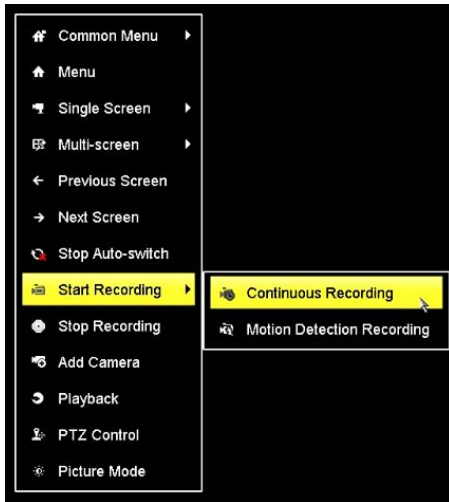 Common Menu
Menu
Single Screen
Multi-screen
Previous Screen
Next Screen
Stop Auto-switch
Start Recording
Continuous Recording
Stop Recording
Motion Detection Recording
Add Camera
Playback
PTZ Control
Picture Mode